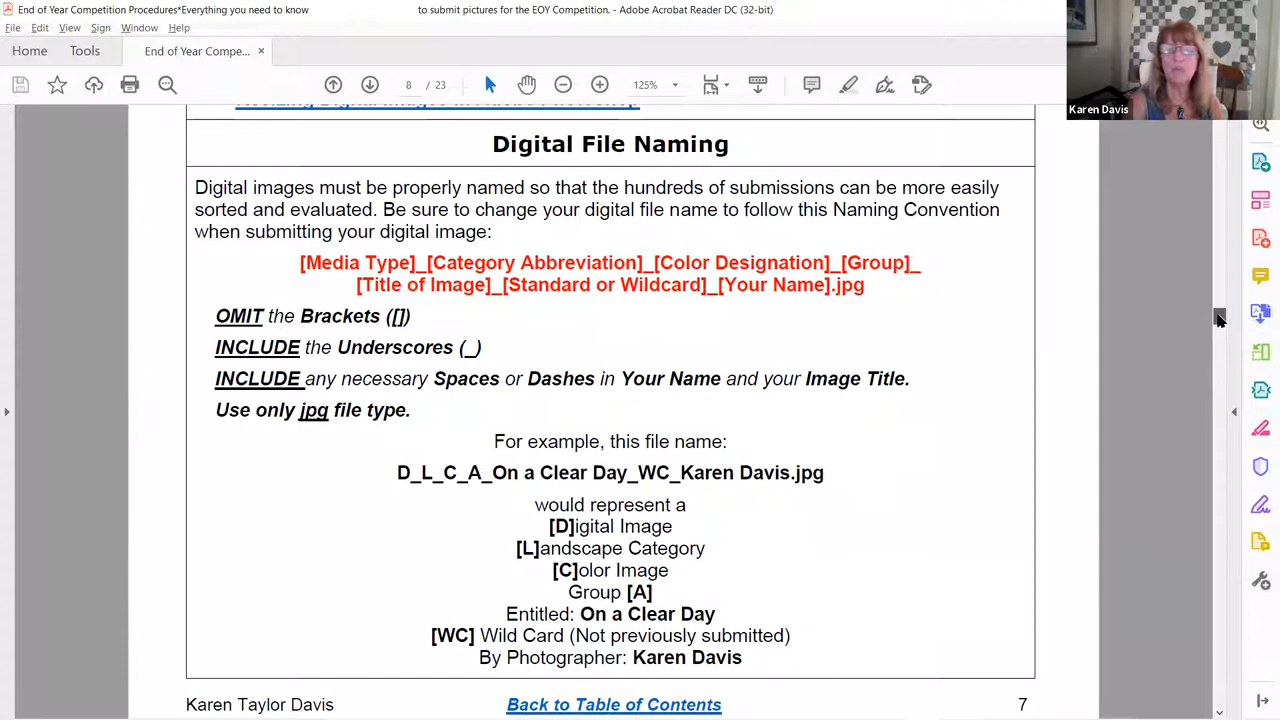 End of Year Competition Procedures*Everything you need to know to submit pictures for the EOY Competition. - Adobe Acrobat Reader DC (32-bit)
File Edit View Sign Window Help
Home Tools End of Year Compe... ×
8 / 23 125%
Karen Davis
Digital File Naming
Digital images must be properly named so that the hundreds of submissions can be more easily
sorted and evaluated. Be sure to change your digital file name to follow this Naming Convention
when submitting your digital image:
[Media Type]_[Category Abbreviation]_[Color Designation]_[Group]_
[Title of Image]_[Standard or Wildcard]_[Your Name].jpg
OMIT the Brackets ([])
INCLUDE the Underscores (_)
INCLUDE any necessary Spaces or Dashes in Your Name and your Image Title.
Use only jpg file type.
For example, this file name:
D_L_C_A_On a Clear Day_WC_Karen Davis.jpg
would represent a
[D]igital Image
[L]andscape Category
[C]olor Image
Group [A]
Entitled: On a Clear Day
[WC] Wild Card (Not previously submitted)
By Photographer: Karen Davis
Karen Taylor Davis Back to Table of Contents 7